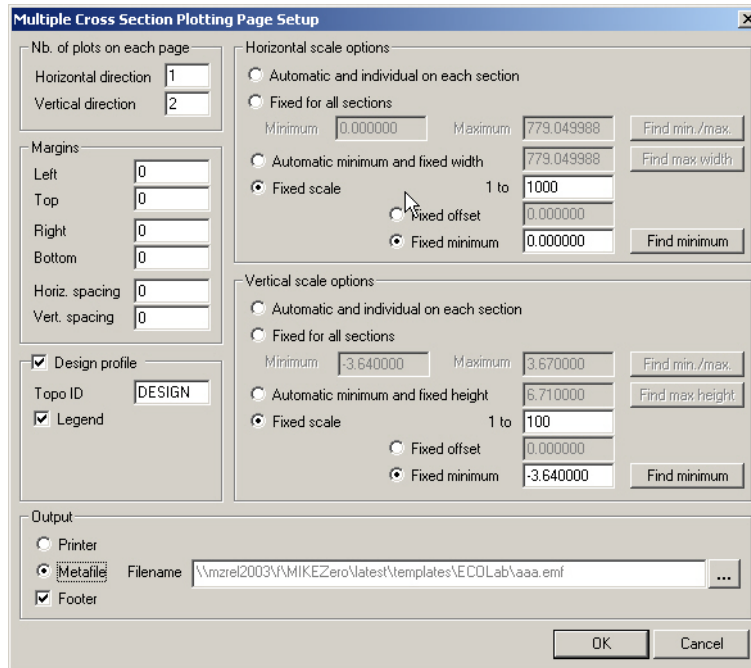 Multiple Cross Section Plotting Page Setup
Nb. of plots on each page
Horizontal direction 1
Vertical direction 2
Margins
Left 0
Top 0
Right 0
Bottom 0
Horiz. spacing 0
Vert. spacing 0
Design profile
Topo ID DESIGN
Legend
Horizontal scale options
Automatic and individual on each section
Fixed for all sections
Minimum 0.000000 Maximum 779.049988 Find min./max.
Automatic minimum and fixed width 779.049988 Find max width
Fixed scale 1 to 1000
Fixed offset 0.000000
Fixed minimum 0.000000 Find minimum
Vertical scale options
Automatic and individual on each section
Fixed for all sections
Minimum -3.640000 Maximum 3.670000 Find min./max.
Automatic minimum and fixed height 6.710000 Find max height
Fixed scale 1 to 100
Fixed offset 0.000000
Fixed minimum -3.640000 Find minimum
Output
Printer
Metafile Filename \\mzrel2003\f\MIKEZero\latest\templates\ECOLab\aaa.emf ...
Footer
OK Cancel